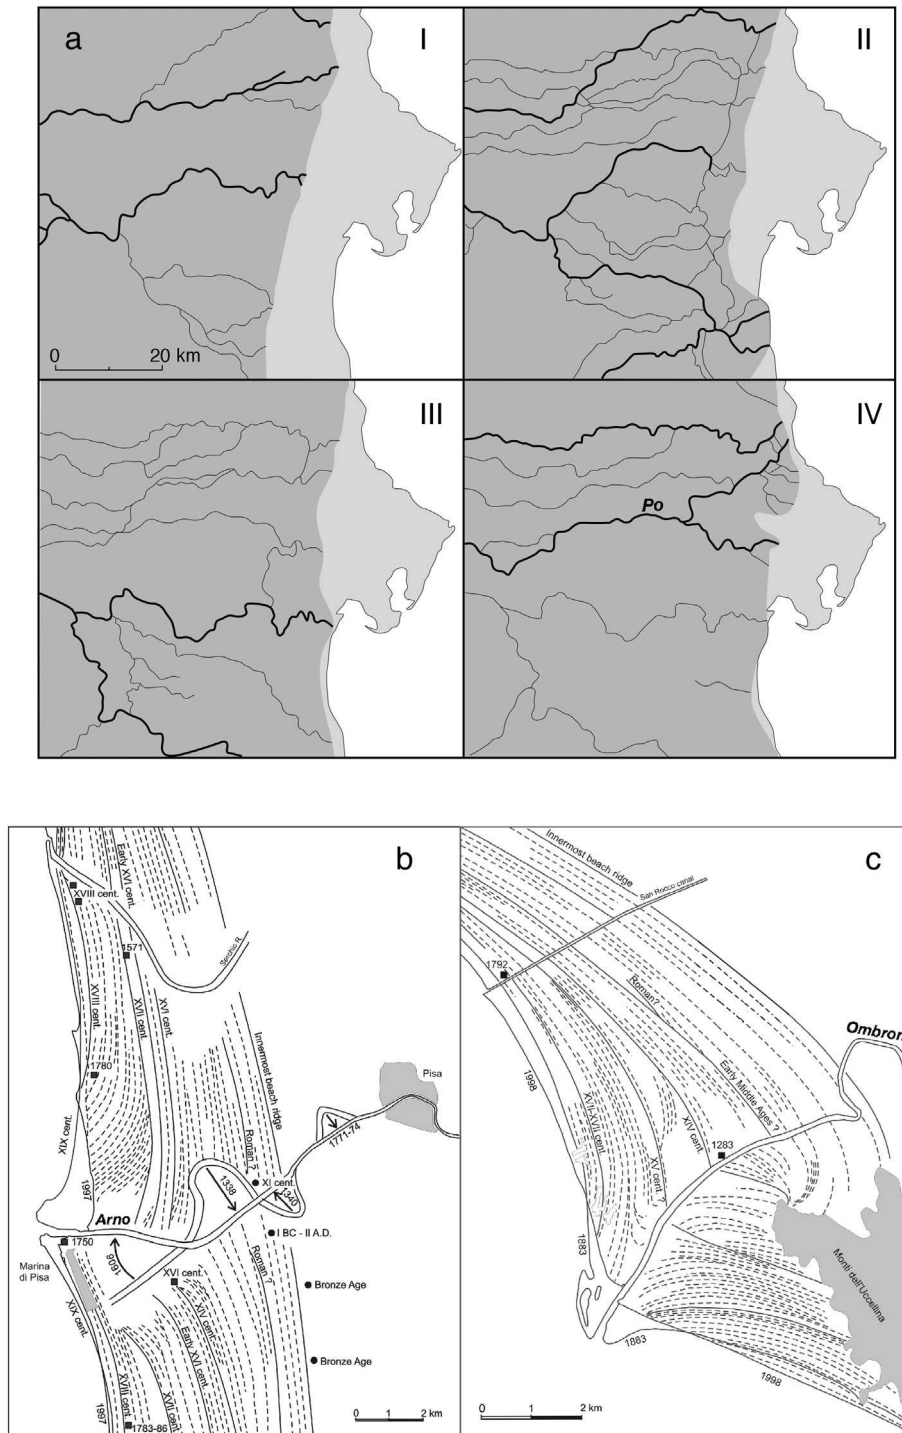 a
I
II
0 20 km
III
IV
Po
b
XVIII cent.
Early XVI cent.
1571
Serchio R.
XVIII cent.
XVII cent.
XVI cent.
1780
Innermost beach ridge
Pisa
XIX cent.
1771-74
Roman ?
XI cent.
1338
1340
1997
Arno
I BC - II A.D.
1750
1606
Marina
di Pisa
XVI cent.
Roman ?
Bronze Age
XIX cent.
XIV cent.
Early XVI cent.
Bronze Age
XVIII cent.
XVII cent.
1997
1783-86
0 1 2 km
c
Innermost beach ridge
San Rocco canal
1792
Roman?
Ombron
1998
Early Middle Ages ?
XVII-XVIII cent.
XIV cent.
1283
XV cent. ?
1883
Monti dell'Uccellina
1883
1998
0 1 2 km